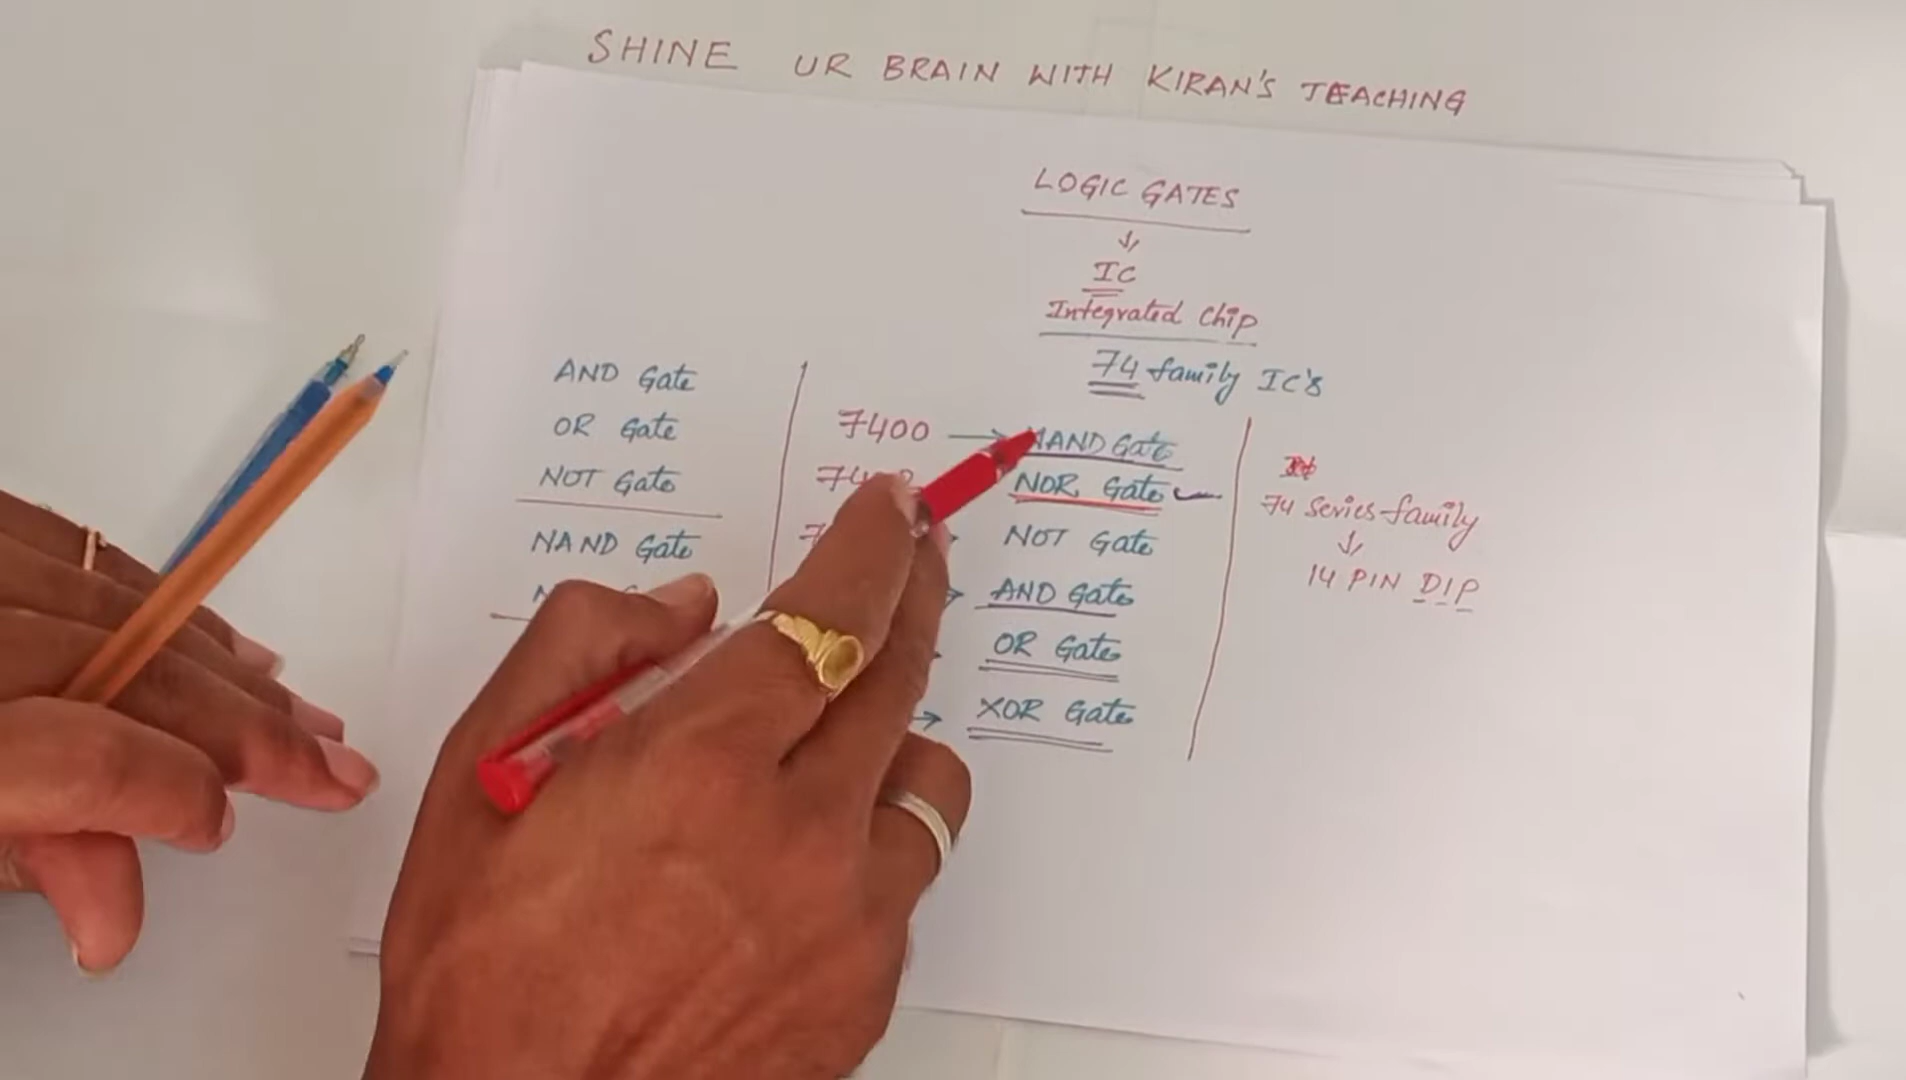 SHINE UR BRAIN WITH KIRAN'S TEACHING
LOGIC GATES
IC
Integrated Chip
74 family IC's
AND Gate
OR Gate
NOT Gate
NAND Gate
7400 → NAND Gate
NOR Gate
NOT Gate
→ AND Gate
OR Gate
→ XOR Gate
74 Series family
↓
14 PIN DIP